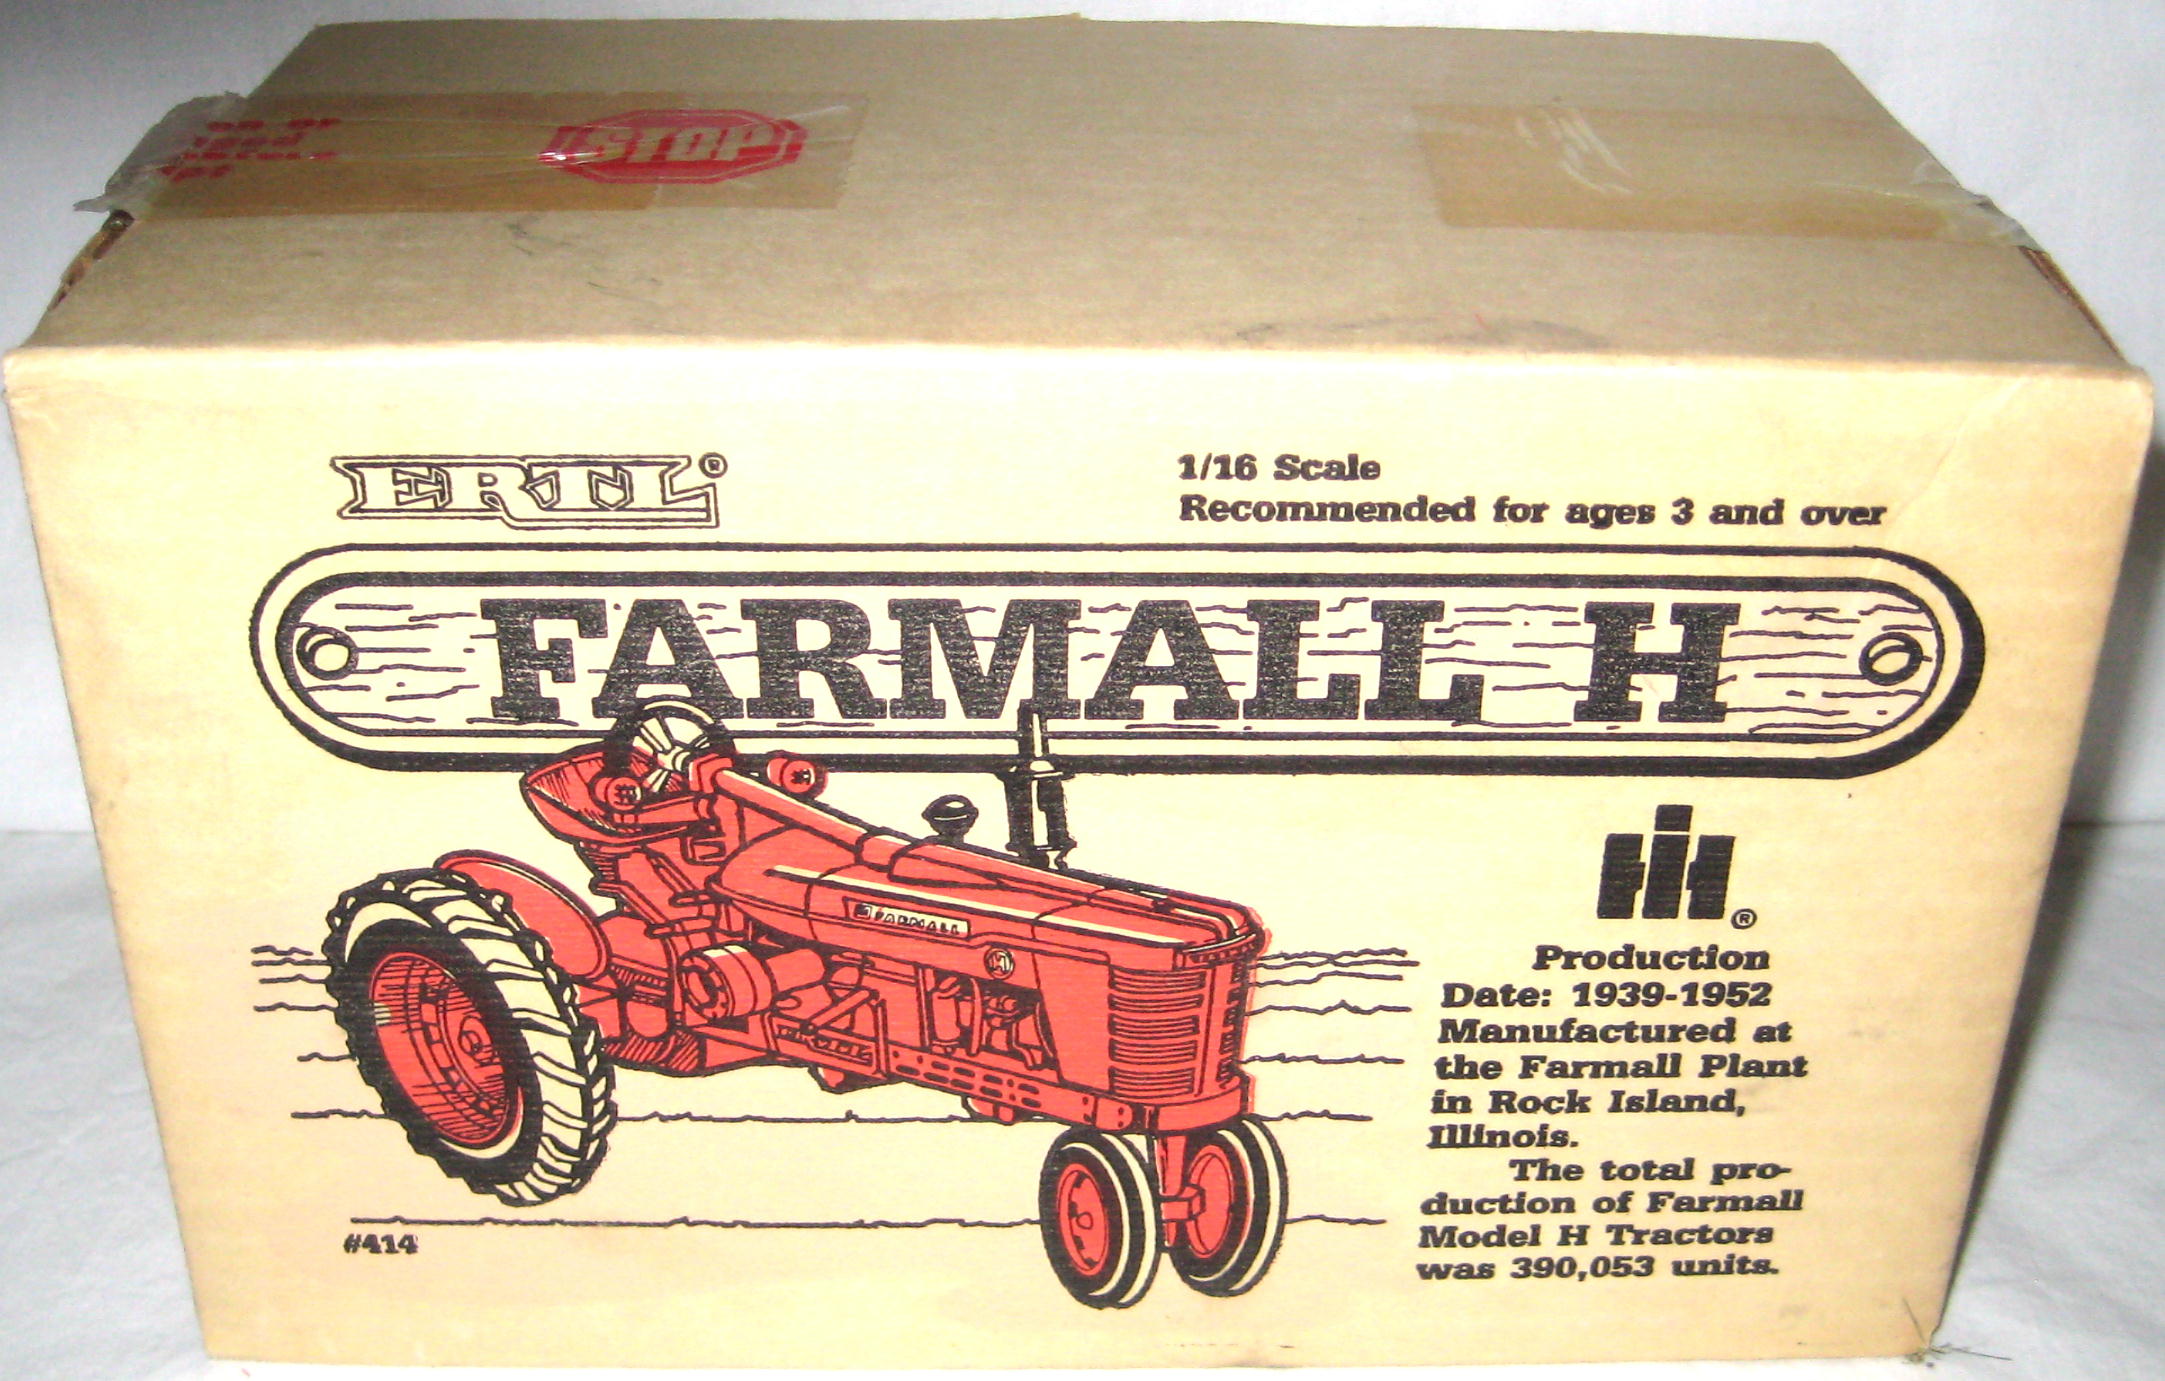 STOP
ERTL®
1/16 Scale
Recommended for ages 3 and over
FARMALL H
FARMALL
H
IH®
Production
Date: 1939-1952
Manufactured at
the Farmall Plant
in Rock Island,
Illinois.
The total pro-
duction of Farmall
Model H Tractors
was 390,053 units.
#414